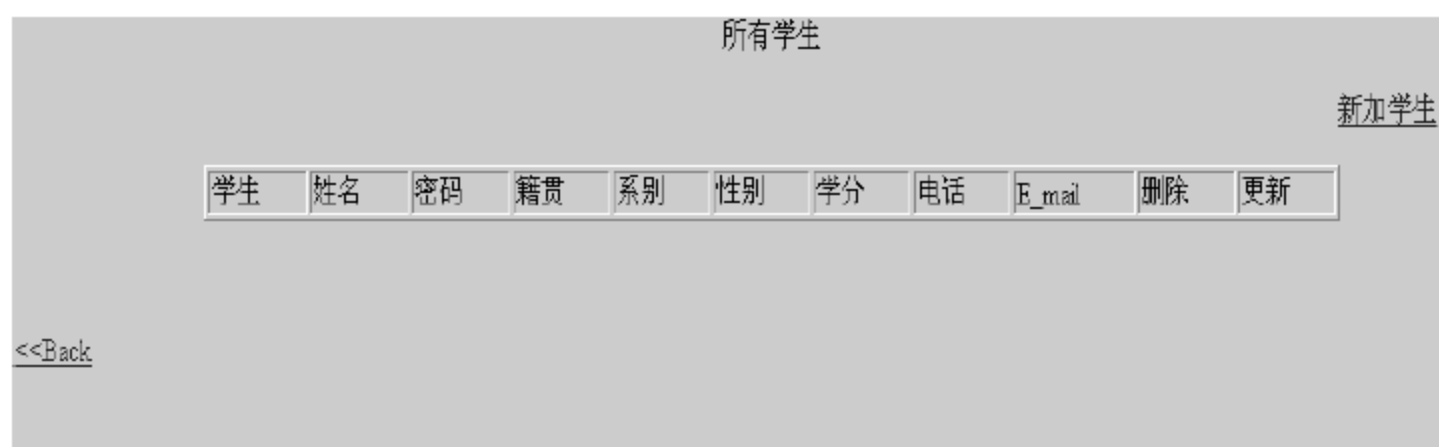 所有学生
新加学生
学生 姓名 密码 籍贯 系别 性别 学分 电话 E_mail 删除 更新
<<Back